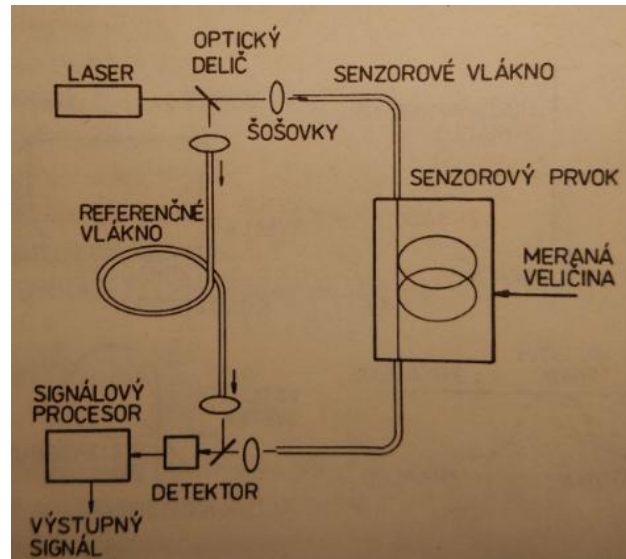 OPTICKÝ
DELIČ
LASER
SENZOROVÉ VLÁKNO
ŠOŠOVKY
SENZOROVÝ PRVOK
REFERENČNÉ
VLÁKNO
MERANÁ
VELIČINA
SIGNÁLOVÝ
PROCESOR
DETEKTOR
VÝSTUPNÝ
SIGNÁL